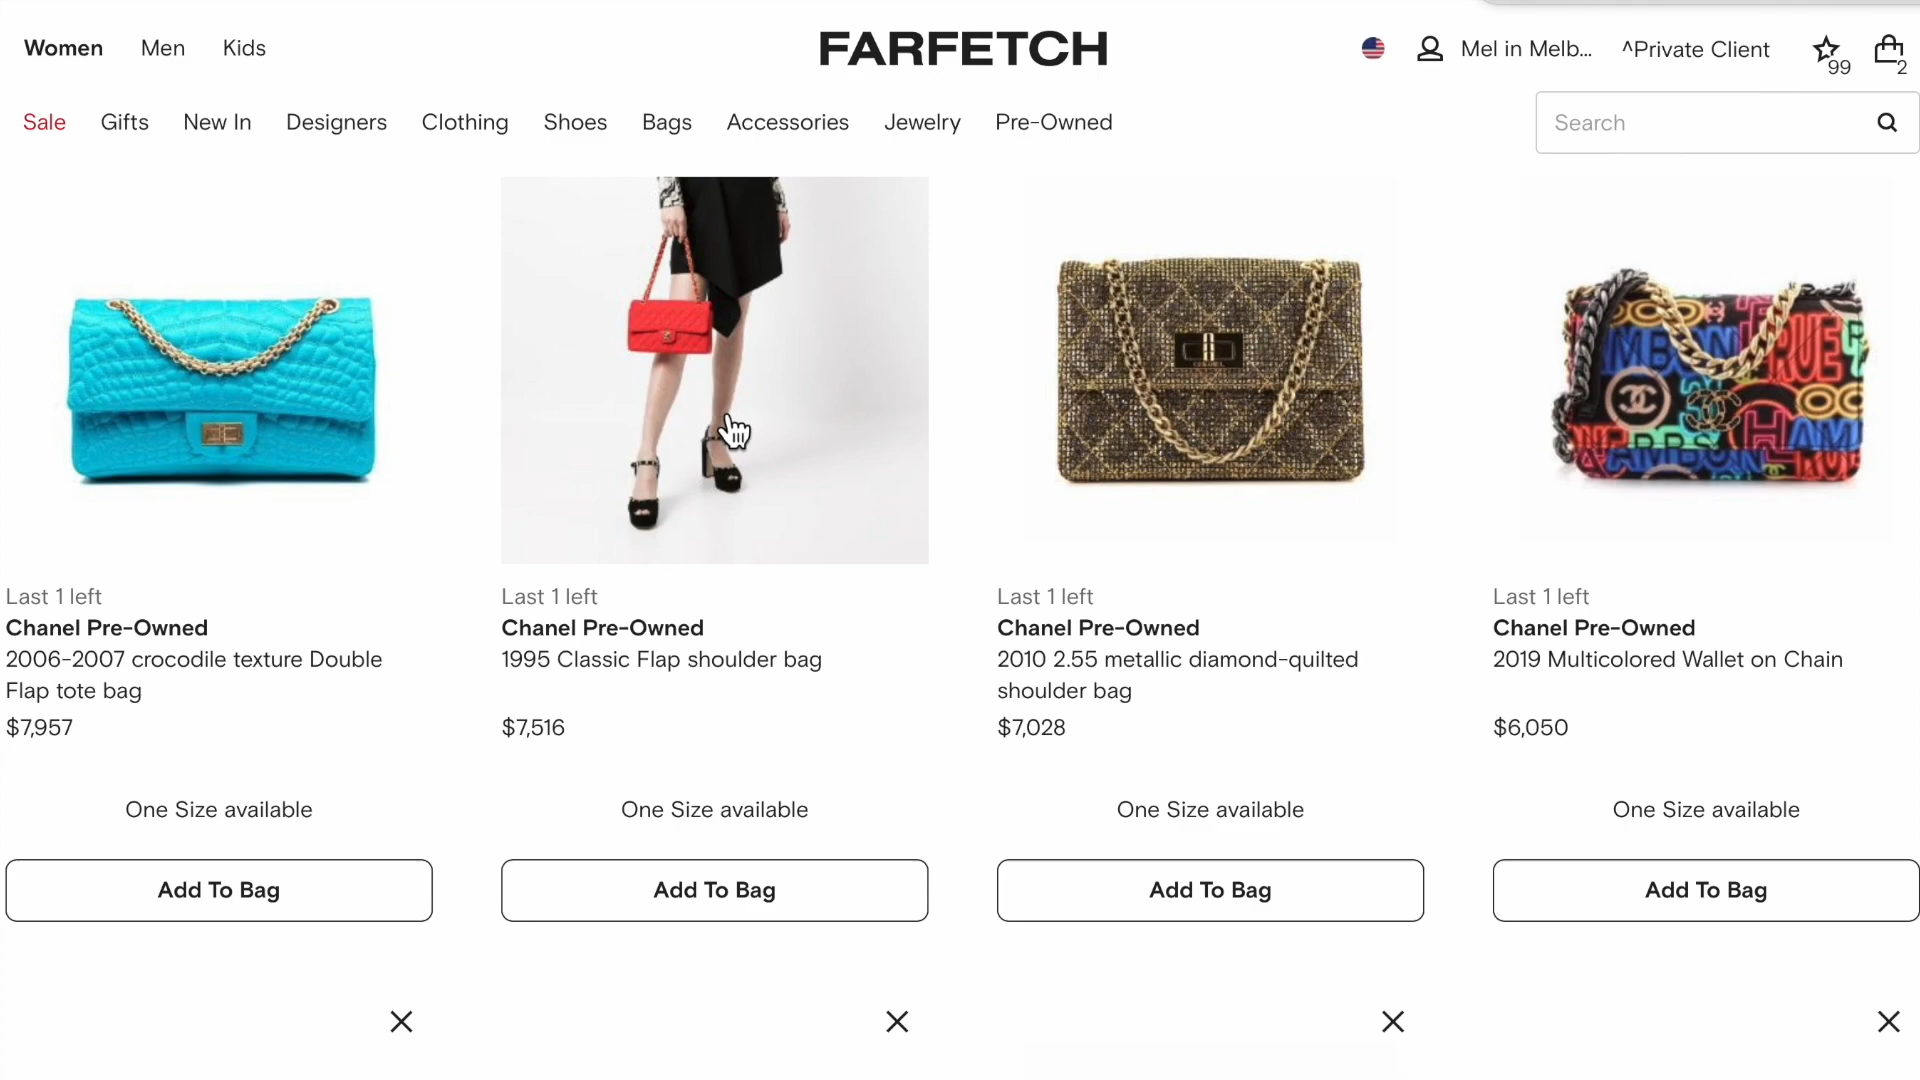 Women Men Kids
FARFETCH
Mel in Melb... ^Private Client 99 2
Sale Gifts New In Designers Clothing Shoes Bags Accessories Jewelry Pre-Owned
Search
Last 1 left
Chanel Pre-Owned
2006-2007 crocodile texture Double
Flap tote bag
$7,957
One Size available
Add To Bag
Last 1 left
Chanel Pre-Owned
1995 Classic Flap shoulder bag
$7,516
One Size available
Add To Bag
Last 1 left
Chanel Pre-Owned
2010 2.55 metallic diamond-quilted
shoulder bag
$7,028
One Size available
Add To Bag
Last 1 left
Chanel Pre-Owned
2019 Multicolored Wallet on Chain
$6,050
One Size available
Add To Bag